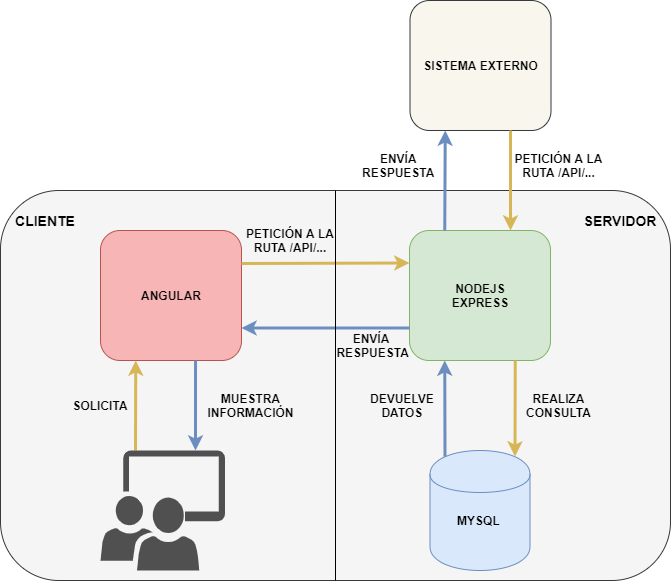 SISTEMA EXTERNO
ENVÍA
RESPUESTA
PETICIÓN A LA
RUTA /API/...
CLIENTE
SERVIDOR
PETICIÓN A LA
RUTA /API/...
ANGULAR
NODEJS
EXPRESS
ENVÍA
RESPUESTA
SOLICITA
MUESTRA
INFORMACIÓN
DEVUELVE
DATOS
REALIZA
CONSULTA
MYSQL